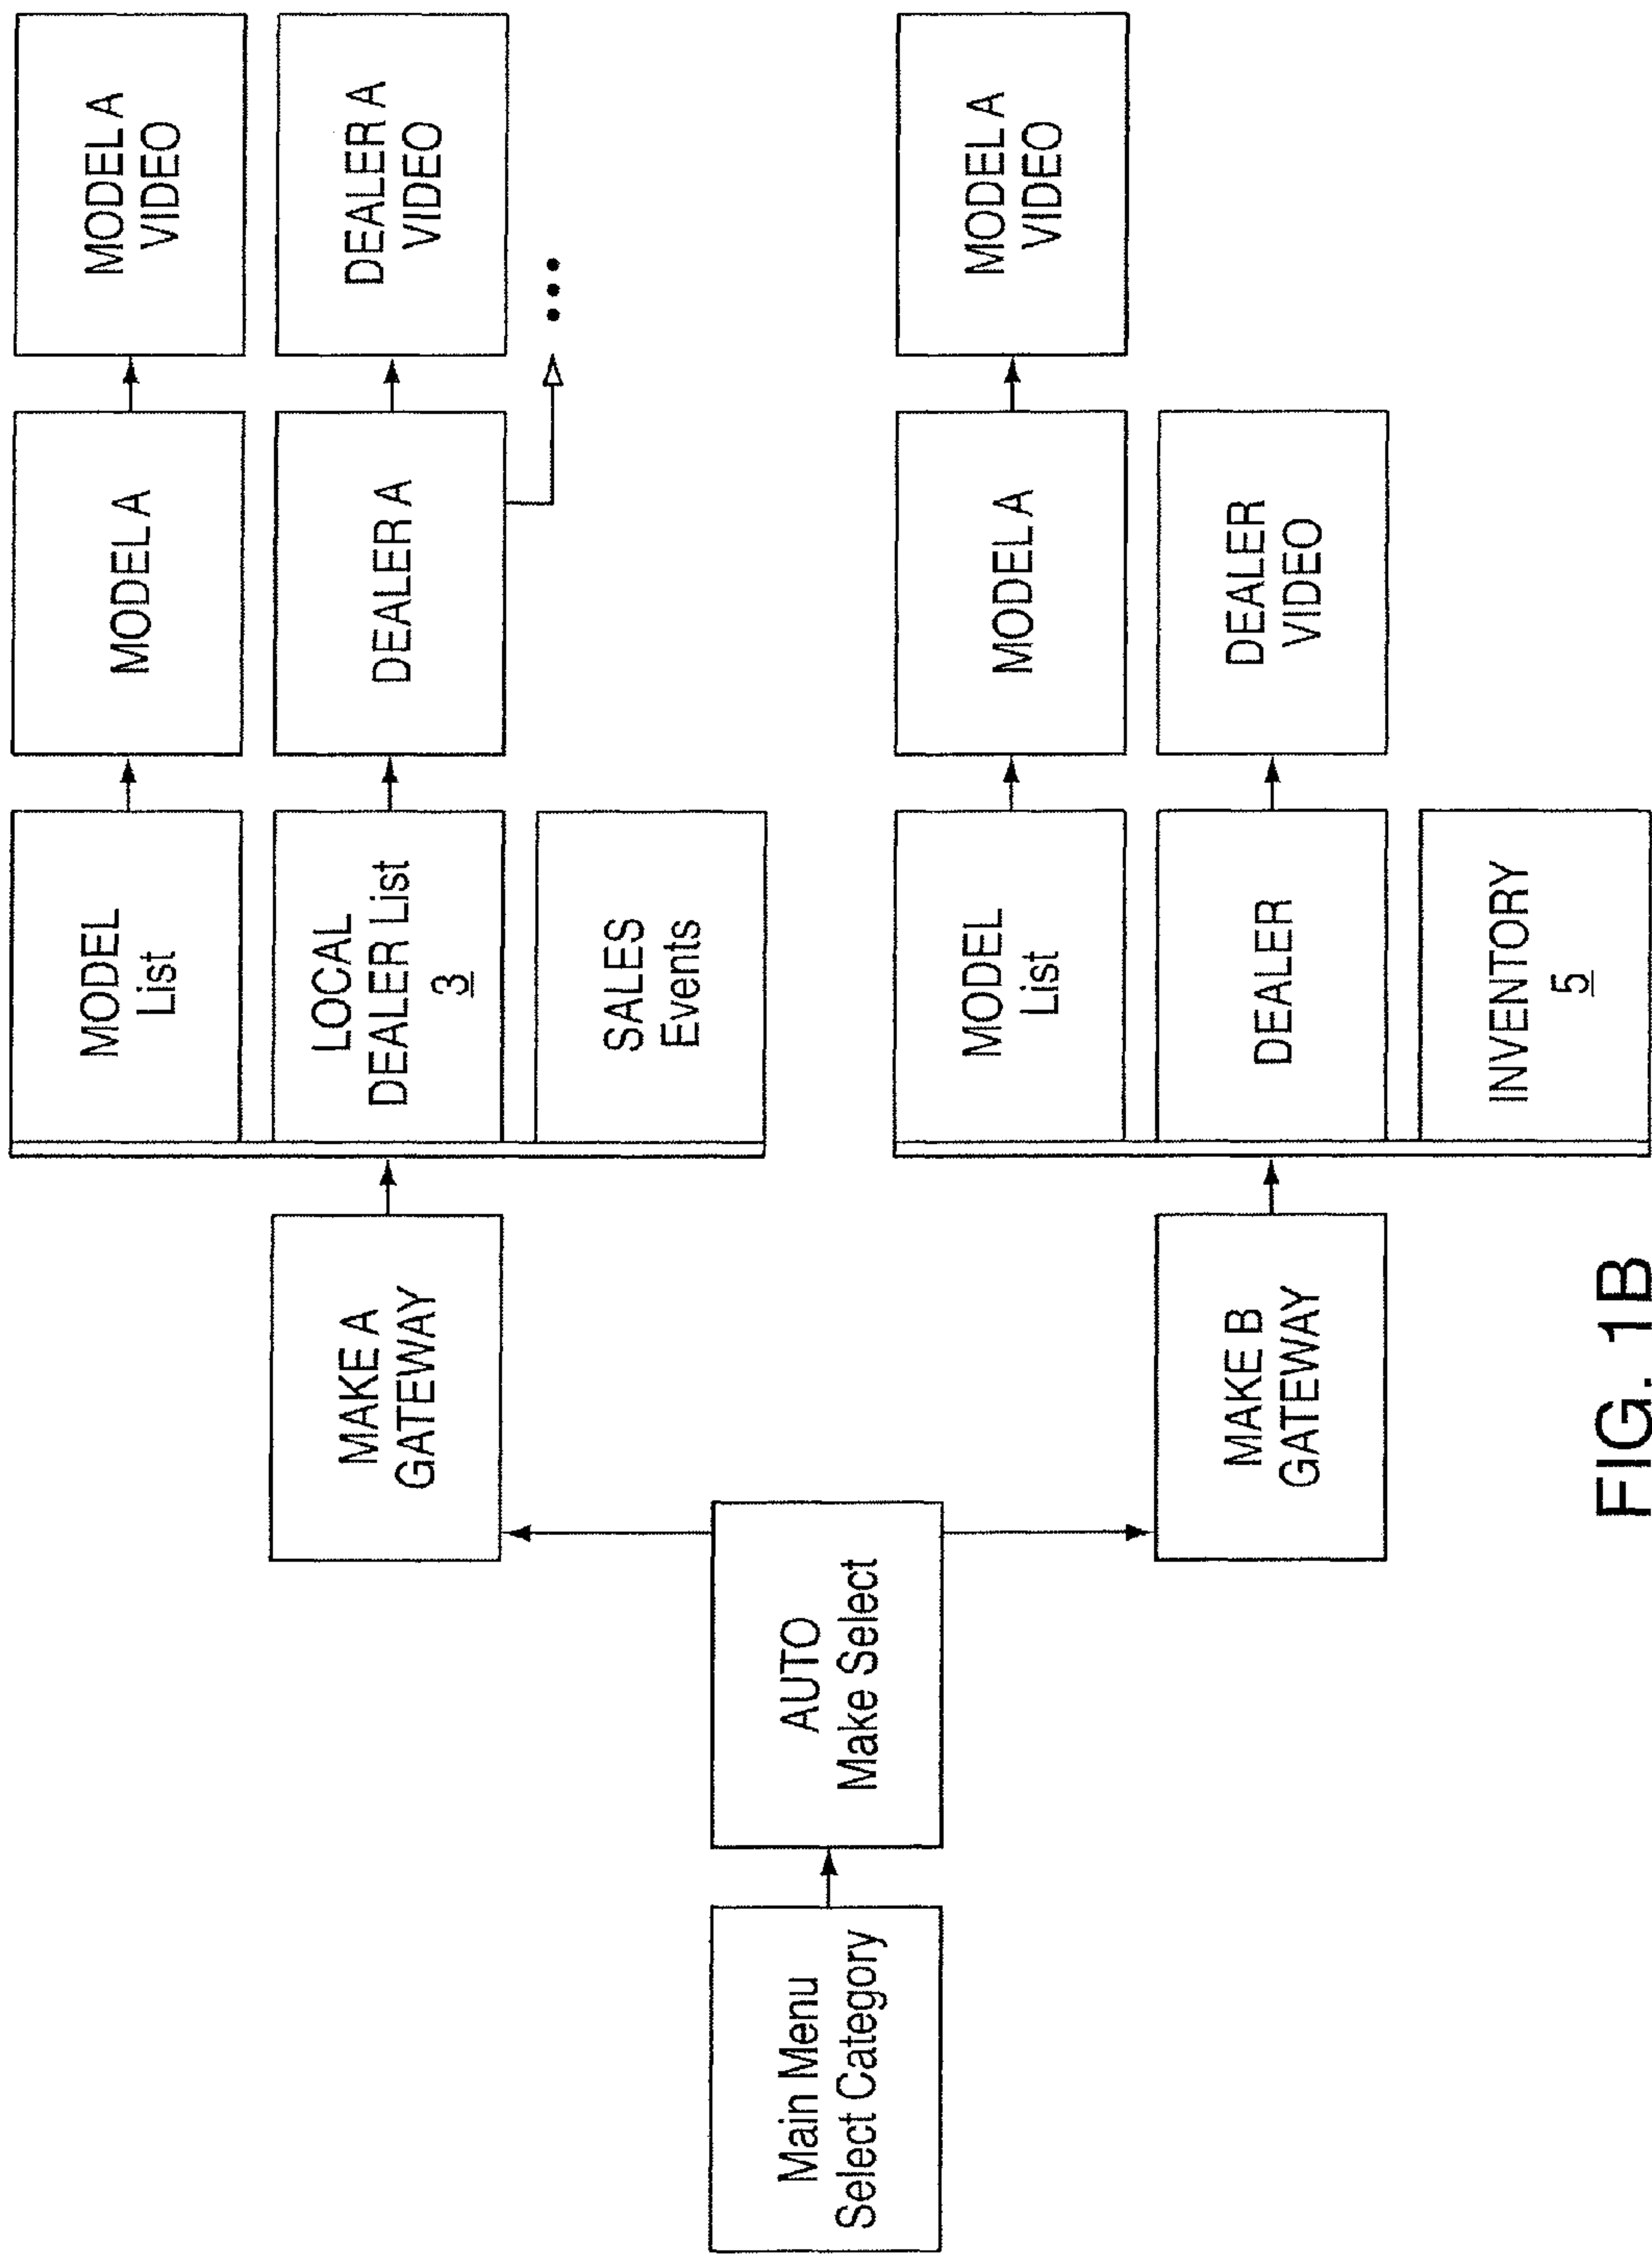 Main Menu
Select Category
AUTO
Make Select
MAKE A
GATEWAY
MODEL
List
MODEL A
MODEL A
VIDEO
LOCAL
DEALER List
3
DEALER A
DEALER A
VIDEO
SALES
Events
MAKE B
GATEWAY
MODEL
List
MODEL A
MODEL A
VIDEO
DEALER
DEALER
VIDEO
INVENTORY
5
FIG. 1B